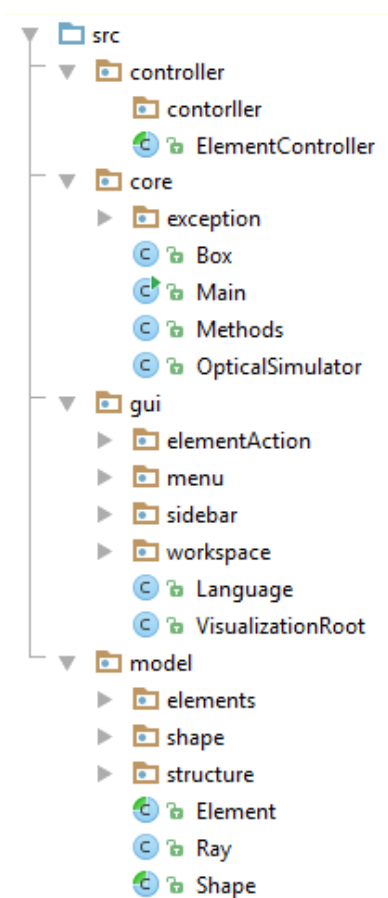 src
controller
contorller
ElementController
core
exception
Box
Main
Methods
OpticalSimulator
gui
elementAction
menu
sidebar
workspace
Language
VisualizationRoot
model
elements
shape
structure
Element
Ray
Shape